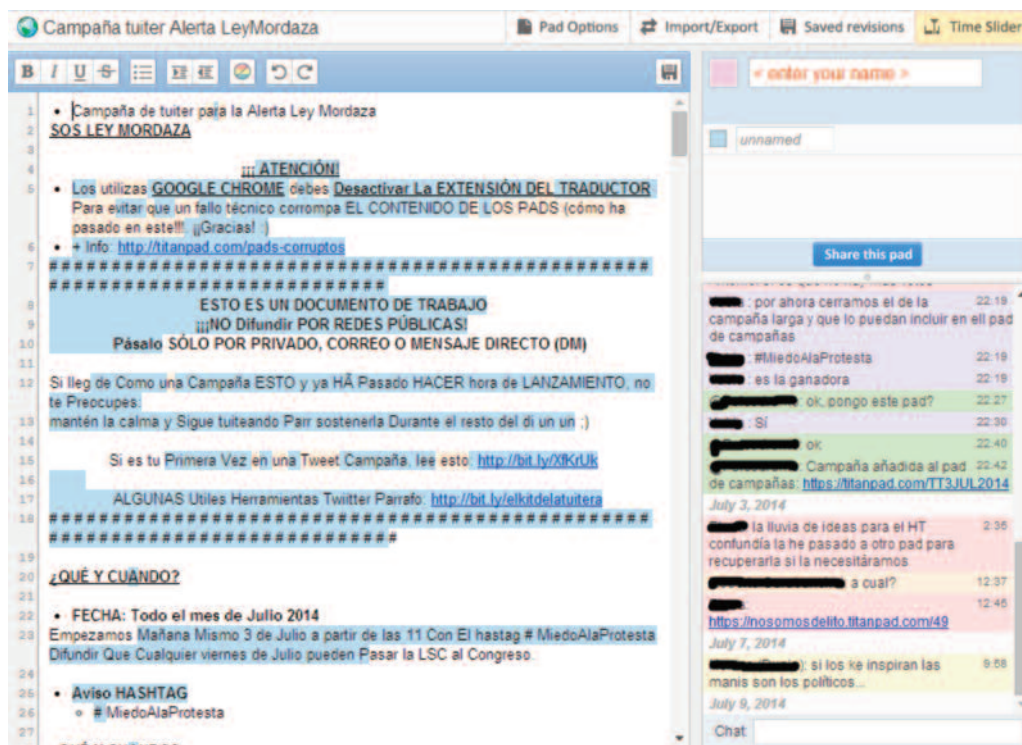 Campaña tuiter Alerta LeyMordaza
Pad Options
Import/Export
Saved revisions
Time Slider
B I U S
1 • Campaña de tuiter para la Alerta Ley Mordaza
2 SOS LEY MORDAZA
3
4 ¡¡¡ ATENCIÓN!
5 • Los utilizas GOOGLE CHROME debes Desactivar La EXTENSIÓN DEL TRADUCTOR
Para evitar que un fallo técnico corrompa EL CONTENIDO DE LOS PADS (cómo ha
pasado en este!!!. ¡¡Gracias! :)
6 • + Info: http://titanpad.com/pads-corruptos
7 # # # # # # # # # # # # # # # # # # # # # # # # # # # # # # # # # # # # # # # # # # # # # # # #
# # # # # # # # # # # # # # # # # # # # # # # # # # #
8 ESTO ES UN DOCUMENTO DE TRABAJO
9 ¡¡¡NO Difundir POR REDES PÚBLICAS!
10 Pásalo SÓLO POR PRIVADO, CORREO O MENSAJE DIRECTO (DM)
11
12 Si lleg de Como una Campaña ESTO y ya HÃ Pasado HACER hora de LANZAMIENTO, no
te Preocupes:
13 mantén la calma y Sigue tuiteando Parr sostenerla Durante el resto del di un un ;)
14
15 Si es tu Primera Vez en una Tweet Campaña, lee esto: http://bit.ly/XfKrUk
16
17 ALGUNAS Utiles Herramientas Twiitter Parrafo: http://bit.ly/elkitdelatuitera
18 # # # # # # # # # # # # # # # # # # # # # # # # # # # # # # # # # # # # # # # # # # # # # # # #
# # # # # # # # # # # # # # # # # # # # # # # # # # # #
19
20 ¿QUÉ Y CUANDO?
21
22 • FECHA: Todo el mes de Julio 2014
23 Empezamos Mañana Mismo 3 de Julio a partir de las 11 Con El hastag # MiedoAlaProtesta
Difundir Que Cualquier viernes de Julio pueden Pasar la LSC al Congreso.
24
25 • Aviso HASHTAG
26 ◦ # MiedoAlaProtesta
27
< enter your name >
unnamed
Share this pad
: por ahora cerramos el de la 22:19
campaña larga y que lo puedan incluir en ell pad
de campañas
: #MiedoAlaProtesta 22:19
: es la ganadora 22:19
: ok, pongo este pad? 22:27
: Sí 22:30
ok 22:40
: Campaña añadida al pad 22:42
de campañas: https://titanpad.com/TT3JUL2014
July 3, 2014
la lluvia de ideas para el HT 2:36
confundía la he pasado a otro pad para
recuperarla si la necesitáramos
a cual? 12:37
: 12:46
https://nosomosdelito.titanpad.com/49
July 7, 2014
: si los ke inspiran las 9:58
manis son los políticos...
July 9, 2014
Chat